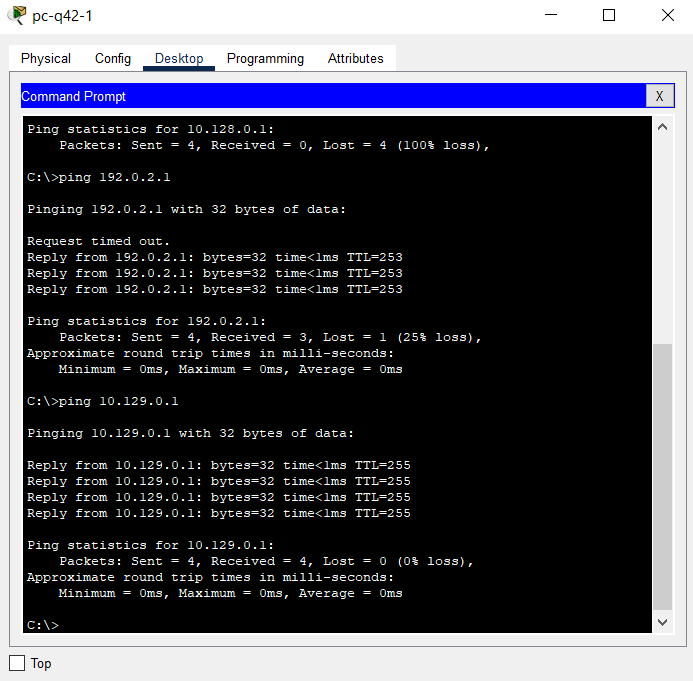 pc-q42-1
Physical Config Desktop Programming Attributes
Command Prompt X
Ping statistics for 10.128.0.1:
Packets: Sent = 4, Received = 0, Lost = 4 (100% loss),
C:\>ping 192.0.2.1
Pinging 192.0.2.1 with 32 bytes of data:
Request timed out.
Reply from 192.0.2.1: bytes=32 time<1ms TTL=253
Reply from 192.0.2.1: bytes=32 time<1ms TTL=253
Reply from 192.0.2.1: bytes=32 time<1ms TTL=253
Ping statistics for 192.0.2.1:
Packets: Sent = 4, Received = 3, Lost = 1 (25% loss),
Approximate round trip times in milli-seconds:
Minimum = 0ms, Maximum = 0ms, Average = 0ms
C:\>ping 10.129.0.1
Pinging 10.129.0.1 with 32 bytes of data:
Reply from 10.129.0.1: bytes=32 time<1ms TTL=255
Reply from 10.129.0.1: bytes=32 time<1ms TTL=255
Reply from 10.129.0.1: bytes=32 time<1ms TTL=255
Reply from 10.129.0.1: bytes=32 time<1ms TTL=255
Ping statistics for 10.129.0.1:
Packets: Sent = 4, Received = 4, Lost = 0 (0% loss),
Approximate round trip times in milli-seconds:
Minimum = 0ms, Maximum = 0ms, Average = 0ms
C:\>
Top